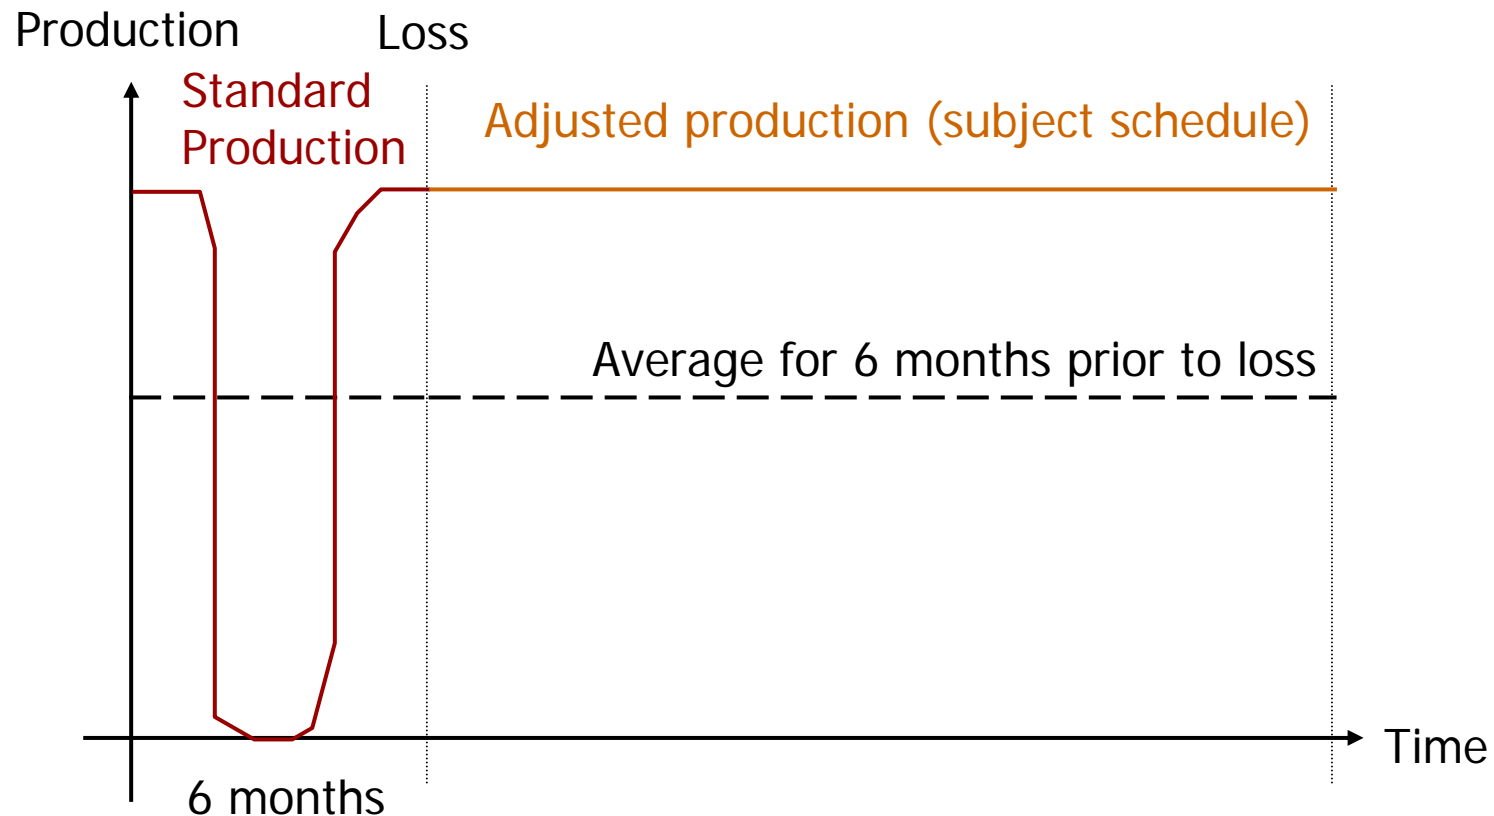 Production
Loss
Standard
Production
Adjusted production (subject schedule)
Average for 6 months prior to loss
Time
6 months